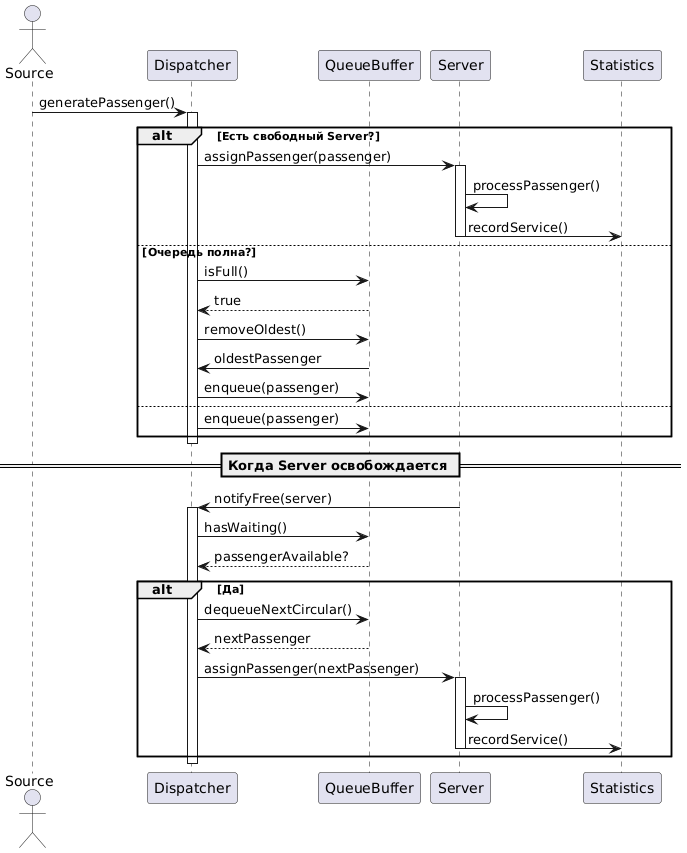 Source
Dispatcher
QueueBuffer
Server
Statistics
generatePassenger()
alt
[Есть свободный Server?]
assignPassenger(passenger)
processPassenger()
recordService()
[Очередь полна?]
isFull()
true
removeOldest()
oldestPassenger
enqueue(passenger)
enqueue(passenger)
Когда Server освобождается
notifyFree(server)
hasWaiting()
passengerAvailable?
alt
[Да]
dequeueNextCircular()
nextPassenger
assignPassenger(nextPassenger)
processPassenger()
recordService()
Source
Dispatcher
QueueBuffer
Server
Statistics